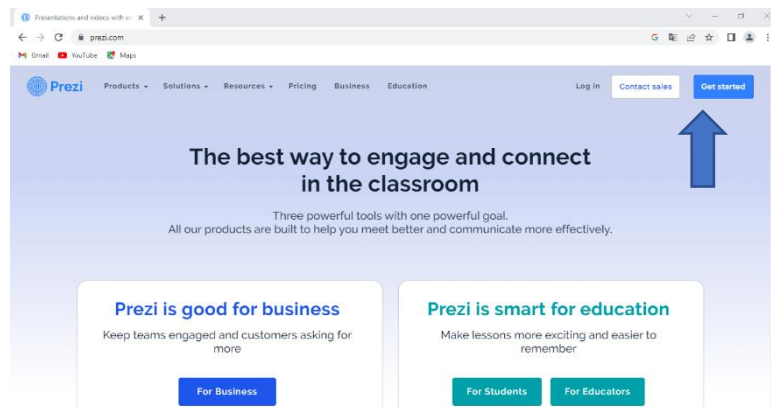 Presentations and videos with en
prezi.com
Gmail YouTube Maps
Prezi Products Solutions Resources Pricing Business Education Log in Contact sales Get started
The best way to engage and connect
in the classroom
Three powerful tools with one powerful goal.
All our products are built to help you meet better and communicate more effectively.
Prezi is good for business
Keep teams engaged and customers asking for
more
For Business
Prezi is smart for education
Make lessons more exciting and easier to
remember
For Students For Educators